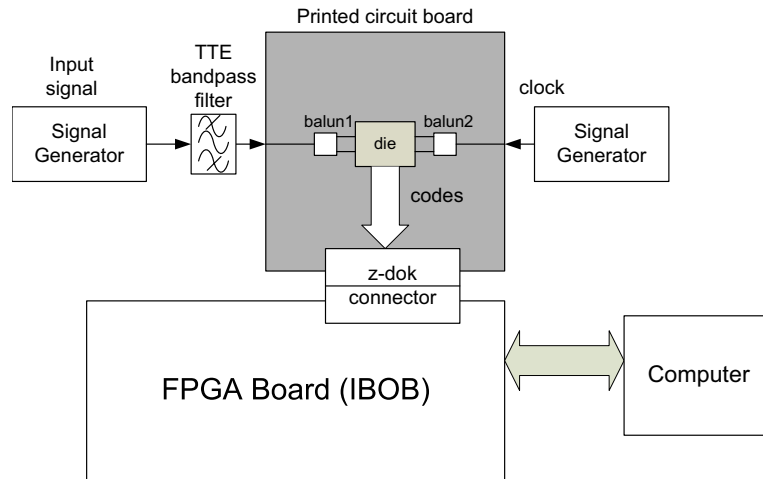 Printed circuit board
TTE
bandpass
filter
Input
signal
Signal
Generator
balun1
die
balun2
clock
Signal
Generator
codes
z-dok
connector
FPGA Board (IBOB)
Computer